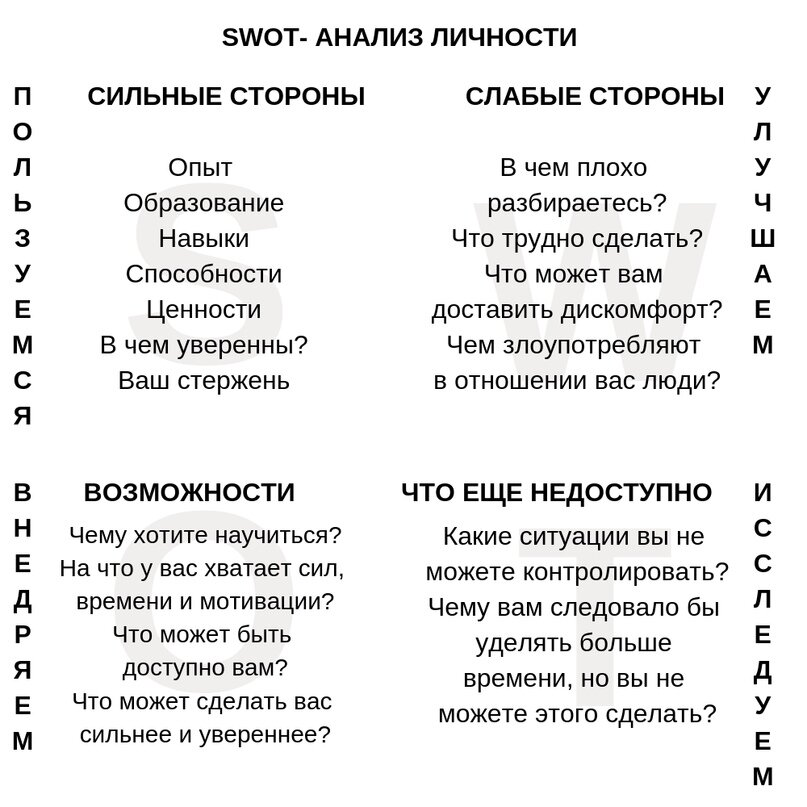 SWOT- АНАЛИЗ ЛИЧНОСТИ
ПОЛЬЗУЕМСЯ
СИЛЬНЫЕ СТОРОНЫ
Опыт
Образование
Навыки
Способности
Ценности
В чем уверенны?
Ваш стержень
S
СЛАБЫЕ СТОРОНЫ
В чем плохо
разбираетесь?
Что трудно сделать?
Что может вам
доставить дискомфорт?
Чем злоупотребляют
в отношении вас люди?
W
УЛУЧШАЕМ
ВНЕДРЯЕМ
ВОЗМОЖНОСТИ
Чему хотите научиться?
На что у вас хватает сил,
времени и мотивации?
Что может быть
доступно вам?
Что может сделать вас
сильнее и увереннее?
O
ЧТО ЕЩЕ НЕДОСТУПНО
Какие ситуации вы не
можете контролировать?
Чему вам следовало бы
уделять больше
времени, но вы не
можете этого сделать?
T
ИССЛЕДУЕМ